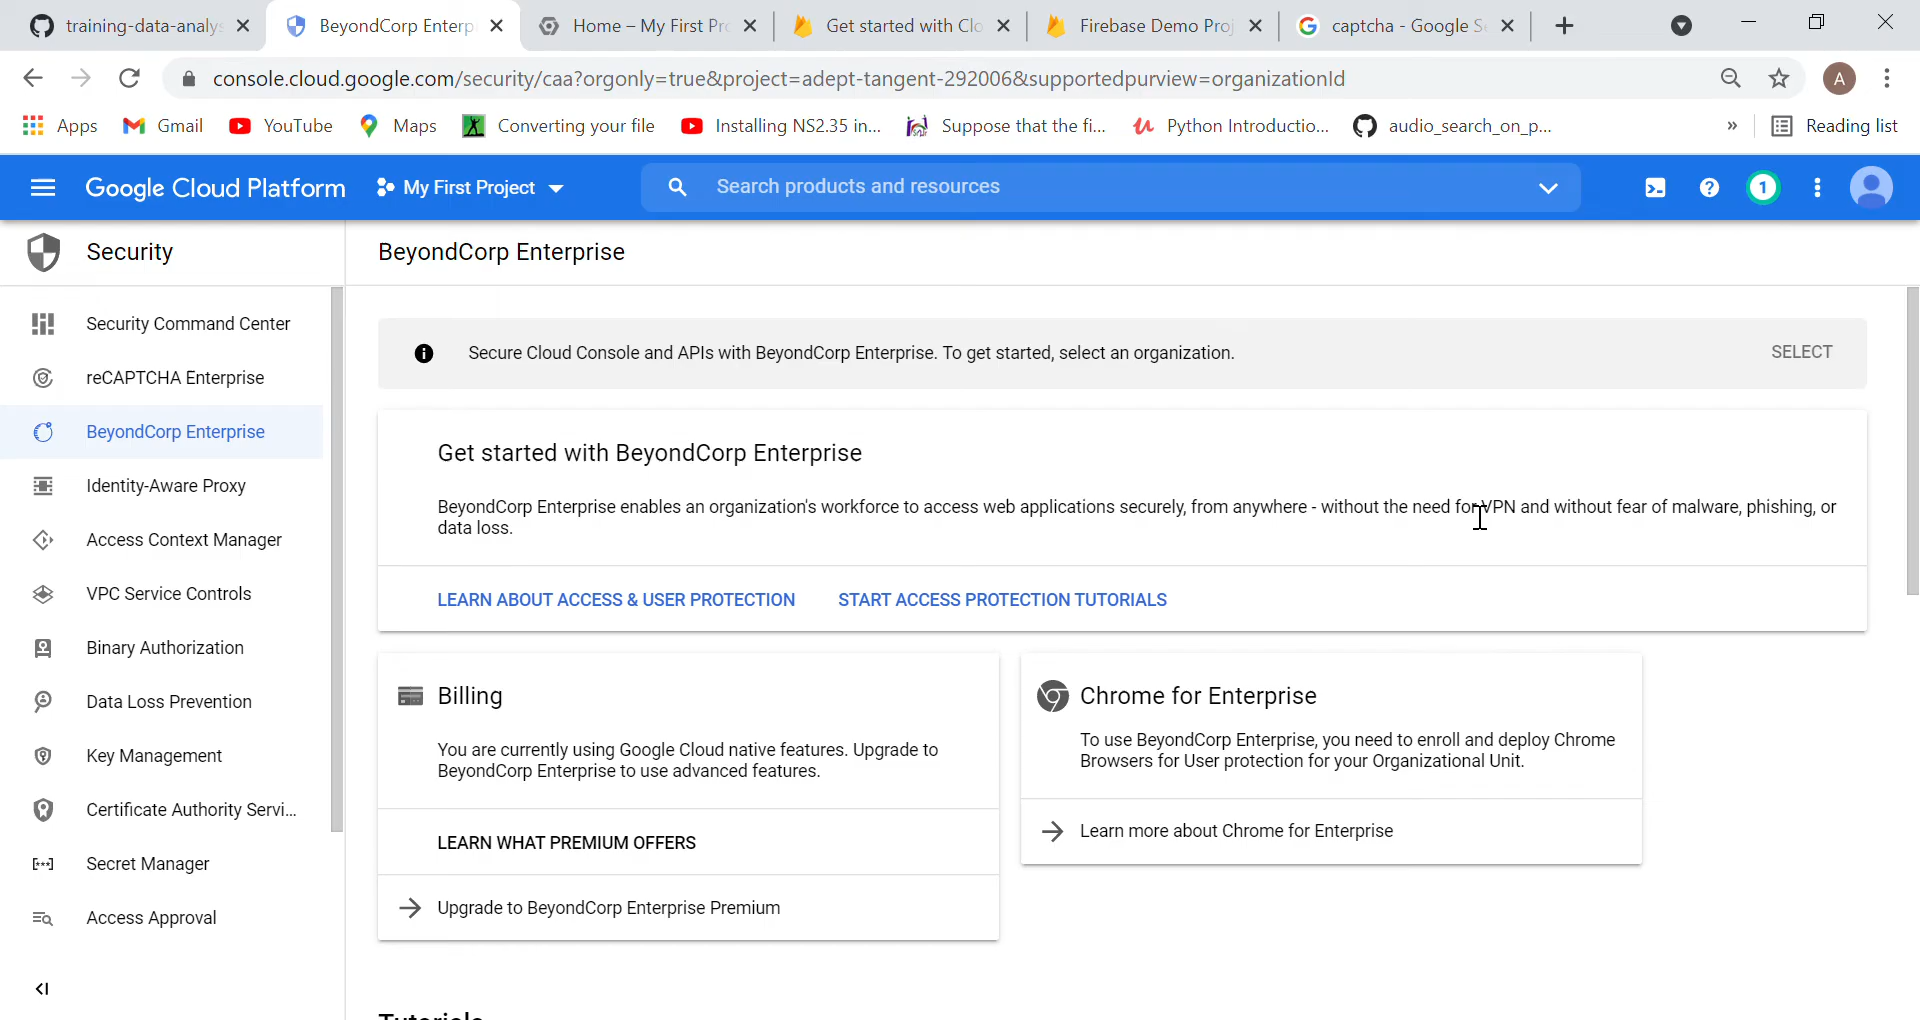 training-data-analys
BeyondCorp Enterp
Home – My First Pr
Get started with Clo
Firebase Demo Proj
captcha - Google Se
console.cloud.google.com/security/caa?orgonly=true&project=adept-tangent-292006&supportedpurview=organizationId
A
Apps
Gmail
YouTube
Maps
Converting your file
Installing NS2.35 in...
Suppose that the fi...
Python Introductio...
audio_search_on_p...
»
Reading list
Google Cloud Platform
My First Project
Search products and resources
1
Security
BeyondCorp Enterprise
Security Command Center
reCAPTCHA Enterprise
BeyondCorp Enterprise
Identity-Aware Proxy
Access Context Manager
VPC Service Controls
Binary Authorization
Data Loss Prevention
Key Management
Certificate Authority Servi...
Secret Manager
Access Approval
Secure Cloud Console and APIs with BeyondCorp Enterprise. To get started, select an organization.
SELECT
Get started with BeyondCorp Enterprise
BeyondCorp Enterprise enables an organization's workforce to access web applications securely, from anywhere - without the need for VPN and without fear of malware, phishing, or
data loss.
LEARN ABOUT ACCESS & USER PROTECTION
START ACCESS PROTECTION TUTORIALS
Billing
You are currently using Google Cloud native features. Upgrade to
BeyondCorp Enterprise to use advanced features.
LEARN WHAT PREMIUM OFFERS
Upgrade to BeyondCorp Enterprise Premium
Chrome for Enterprise
To use BeyondCorp Enterprise, you need to enroll and deploy Chrome
Browsers for User protection for your Organizational Unit.
Learn more about Chrome for Enterprise
Tutorials